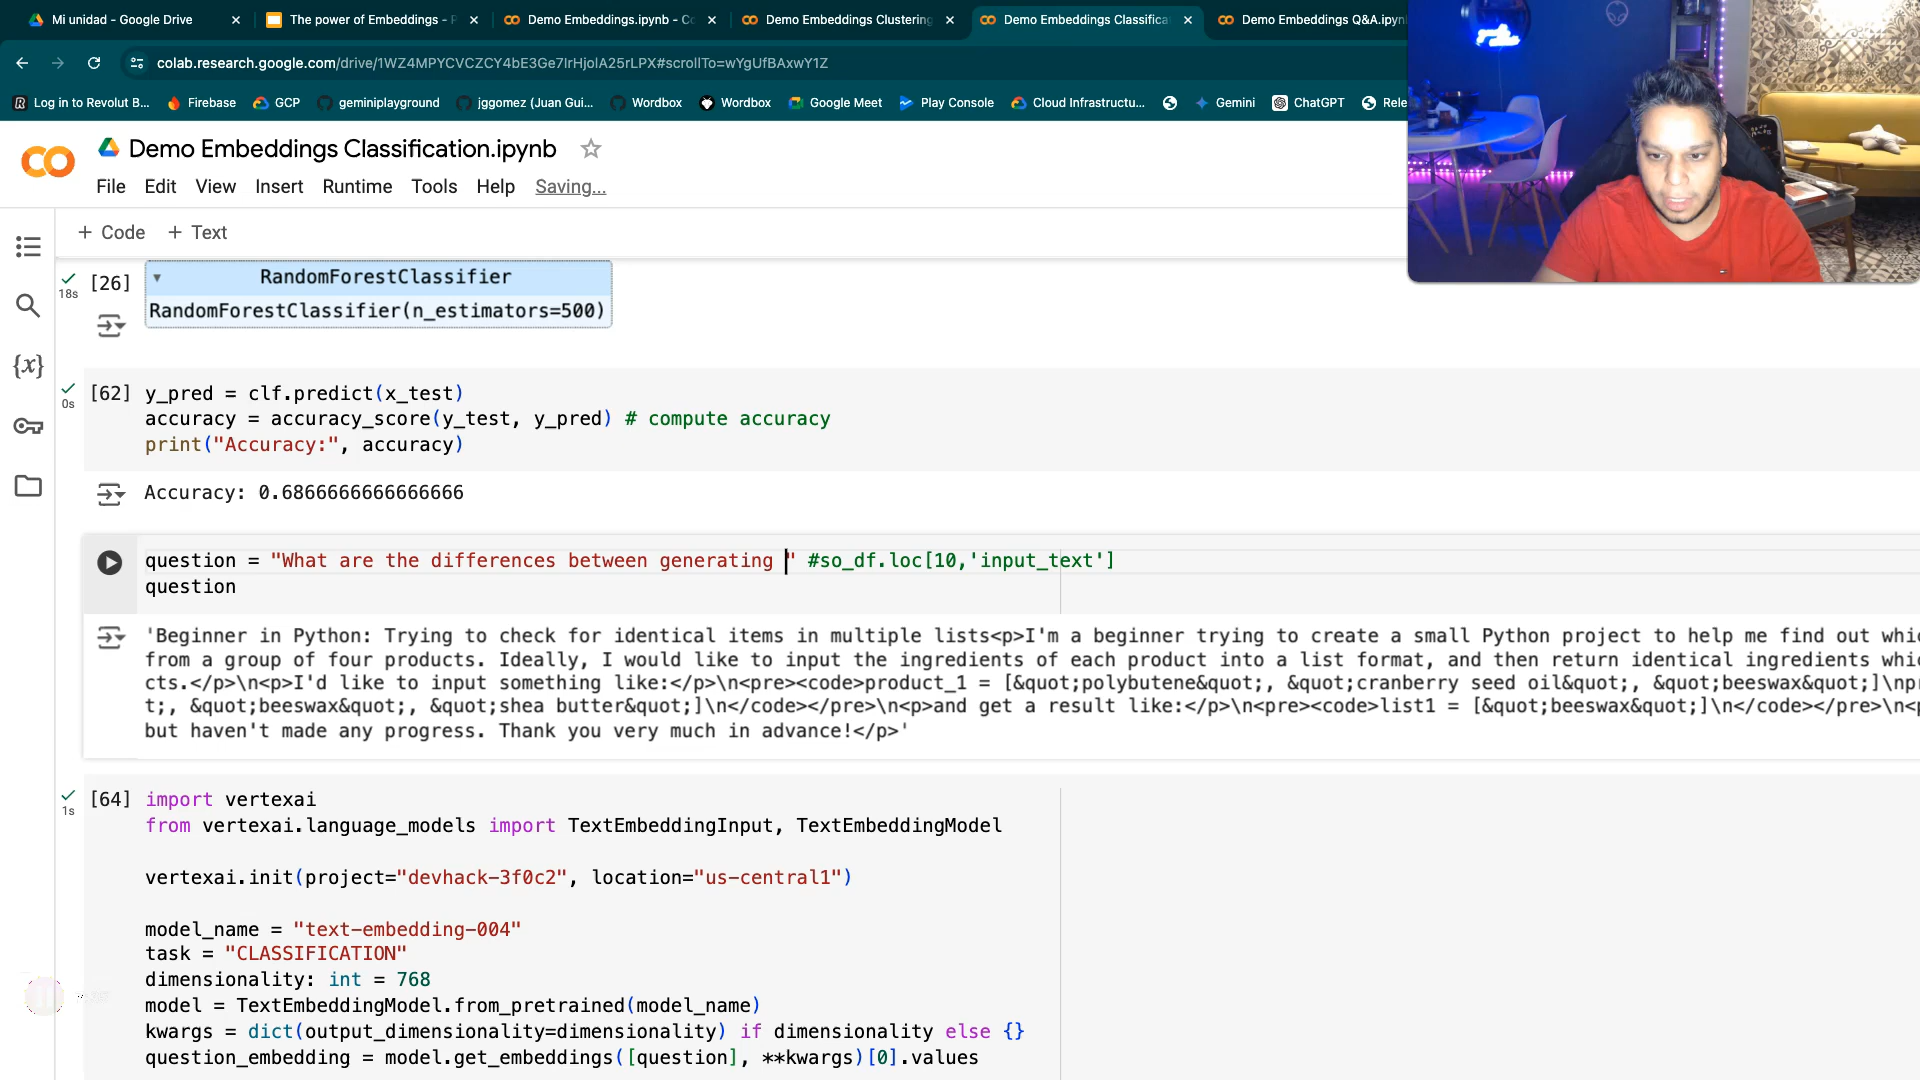 Mi unidad - Google Drive
The power of Embeddings -
Demo Embeddings.ipynb - Co
Demo Embeddings Clustering
Demo Embeddings Classificat
Demo Embeddings Q&A.ipynb
colab.research.google.com/drive/1WZ4MPYCVCZCY4bE3Ge7lrHjolA25rLPX#scrollTo=wYgUfBAxwY1Z
Log in to Revolut B...
Firebase
GCP
geminiplayground
jggomez (Juan Gui...
Wordbox
Wordbox
Google Meet
Play Console
Cloud Infrastructu...
Gemini
ChatGPT
Rele
Demo Embeddings Classification.ipynb
File Edit View Insert Runtime Tools Help Saving...
+ Code + Text
[26]
18s
RandomForestClassifier
RandomForestClassifier(n_estimators=500)
[62] y_pred = clf.predict(x_test)
0s
accuracy = accuracy_score(y_test, y_pred) # compute accuracy
print("Accuracy:", accuracy)
Accuracy: 0.6866666666666666
question = "What are the differences between generating " #so_df.loc[10,'input_text']
question
'Beginner in Python: Trying to check for identical items in multiple lists<p>I'm a beginner trying to create a small Python project to help me find out whic
from a group of four products. Ideally, I would like to input the ingredients of each product into a list format, and then return identical ingredients whic
cts.</p>\n<p>I'd like to input something like:</p>\n<pre><code>product_1 = [&quot;polybutene&quot;, &quot;cranberry seed oil&quot;, &quot;beeswax&quot;]\npr
t;, &quot;beeswax&quot;, &quot;shea butter&quot;]\n</code></pre>\n<p>and get a result like:</p>\n<pre><code>list1 = [&quot;beeswax&quot;]\n</code></pre>\n<p
but haven't made any progress. Thank you very much in advance!</p>'
[64] import vertexai
1s
from vertexai.language_models import TextEmbeddingInput, TextEmbeddingModel
vertexai.init(project="devhack-3f0c2", location="us-central1")
model_name = "text-embedding-004"
task = "CLASSIFICATION"
dimensionality: int = 768
model = TextEmbeddingModel.from_pretrained(model_name)
kwargs = dict(output_dimensionality=dimensionality) if dimensionality else {}
question_embedding = model.get_embeddings([question], **kwargs)[0].values